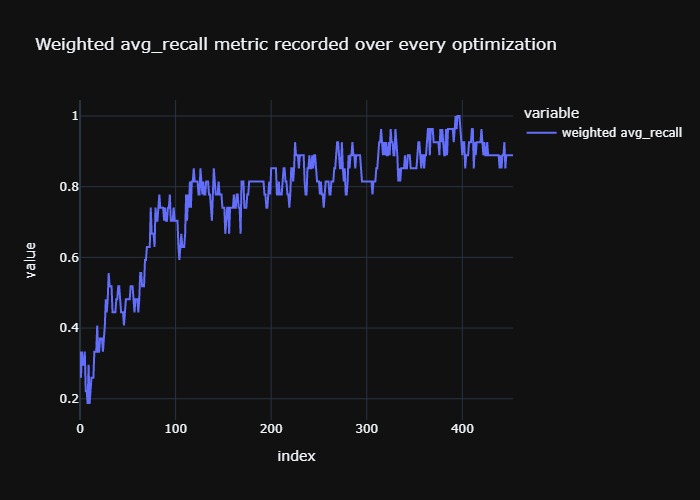 Weighted avg_recall metric recorded over every optimization
variable
weighted avg_recall
value
1
0.8
0.6
0.4
0.2
0
100
200
300
400
index